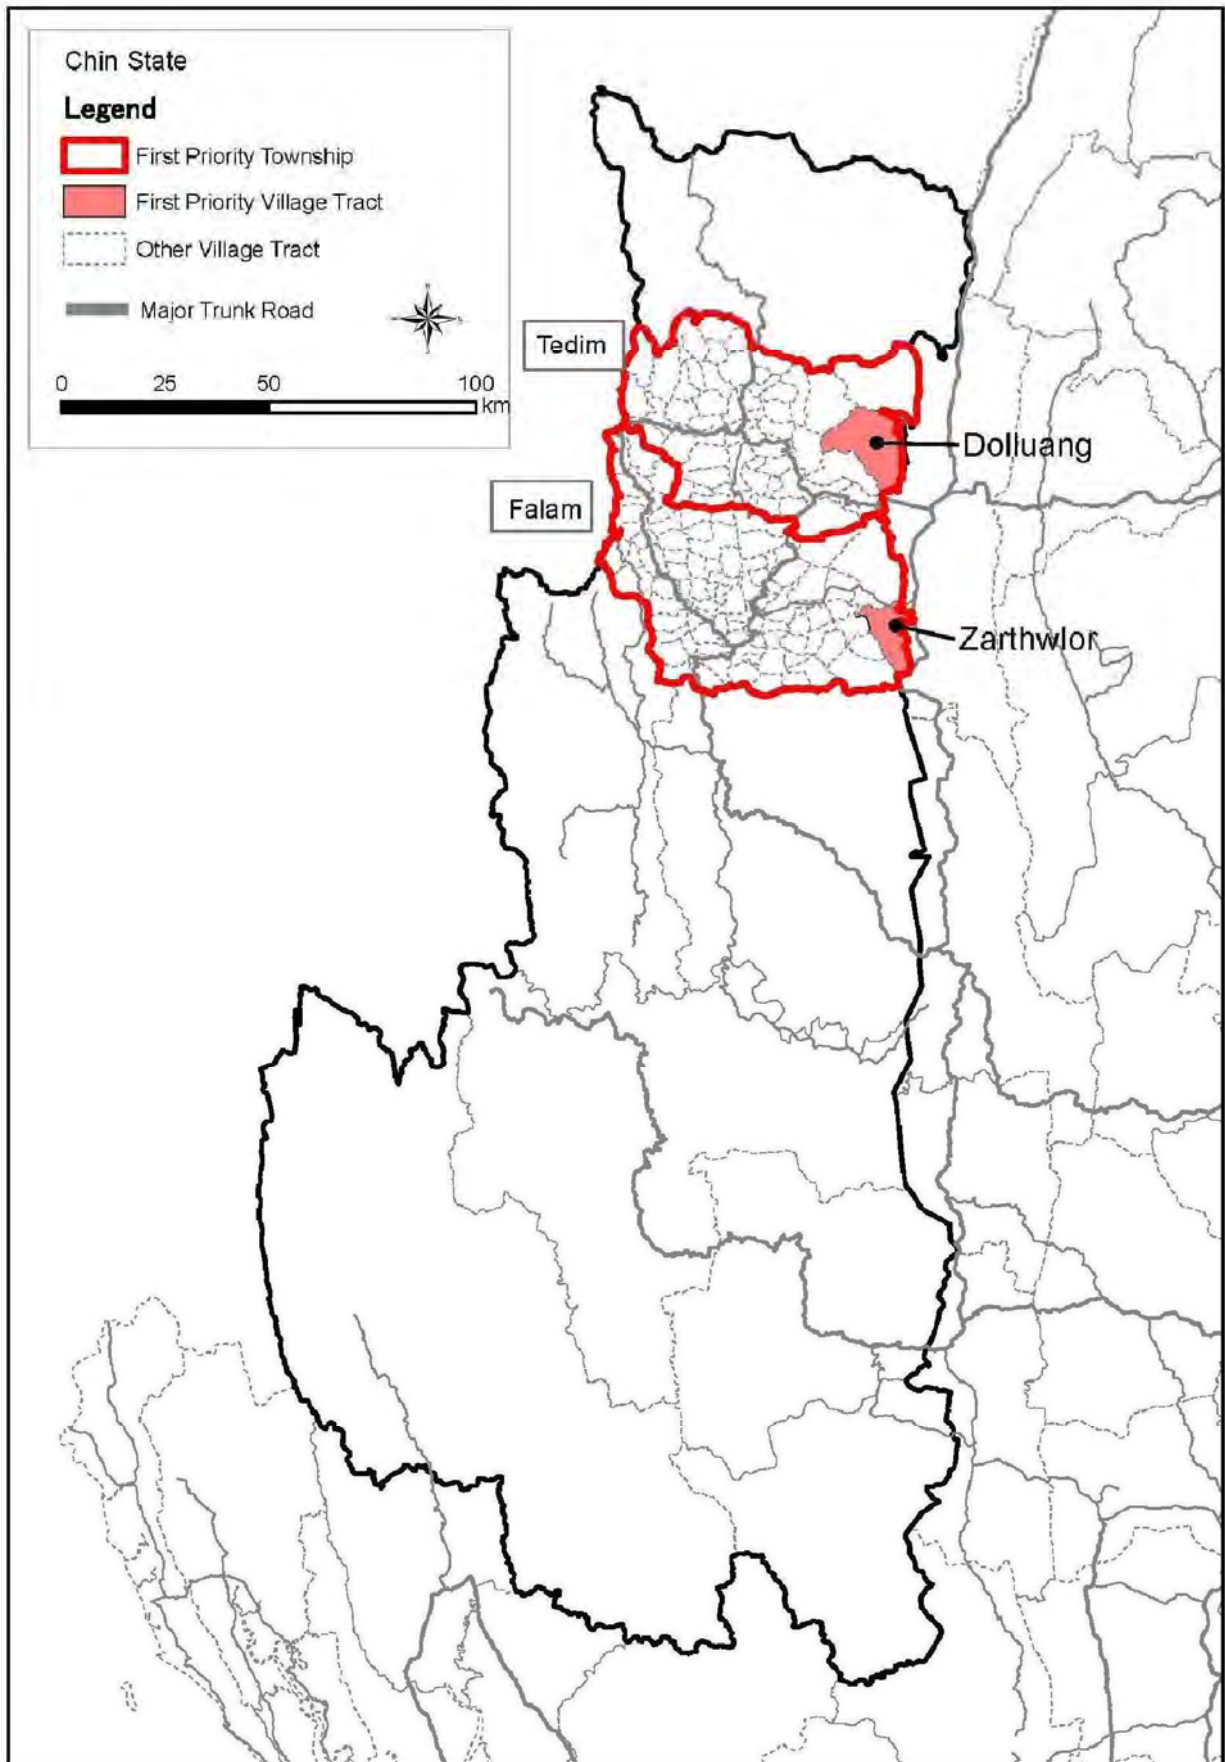 Chin State
Legend
First Priority Township
First Priority Village Tract
Other Village Tract
Major Trunk Road
0 25 50 100
km
Tedim
Dolluang
Falam
Zarthwlor